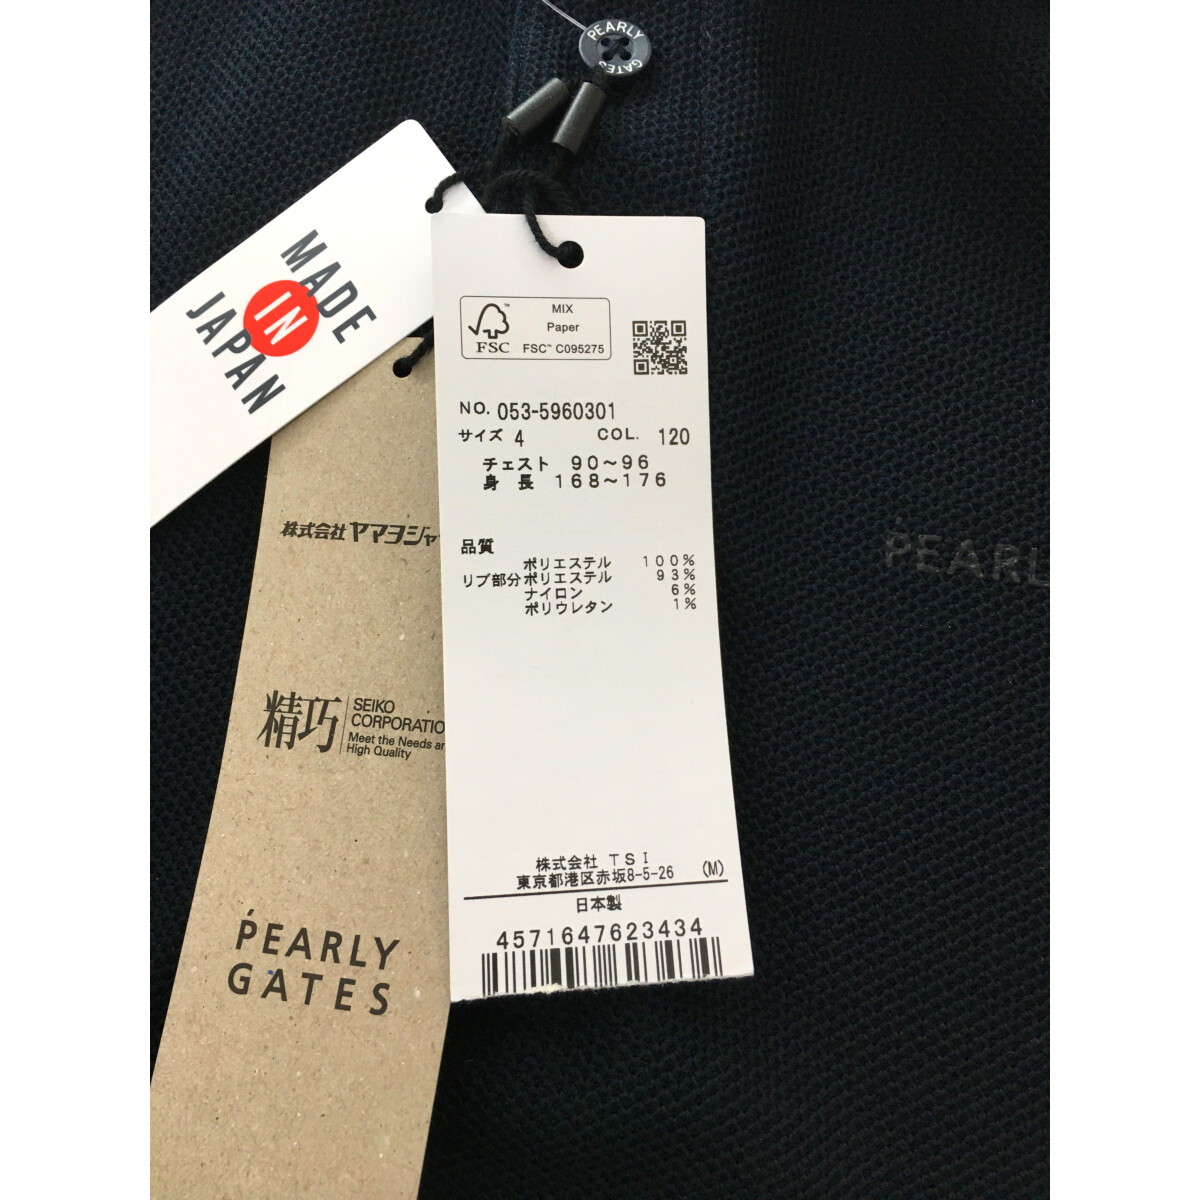 PEARLY
GATES
MADE
IN
JAPAN
MIX
Paper
FSC™ C095275
FSC
NO. 053-5960301
サイズ 4 COL. 120
チェスト 90～96
身 長 168～176
品質
ポリエステル 100%
リブ部分ポリエステル 93%
ナイロン 6%
ポリウレタン 1%
株式会社 TSI
東京都港区赤坂8-5-26 (M)
日本製
4571647623434
株式会社ヤマヨジャ
精巧
SEIKO
CORPORATIO
Meet the Needs
High Quality
PEARLY
GATES
PEARL